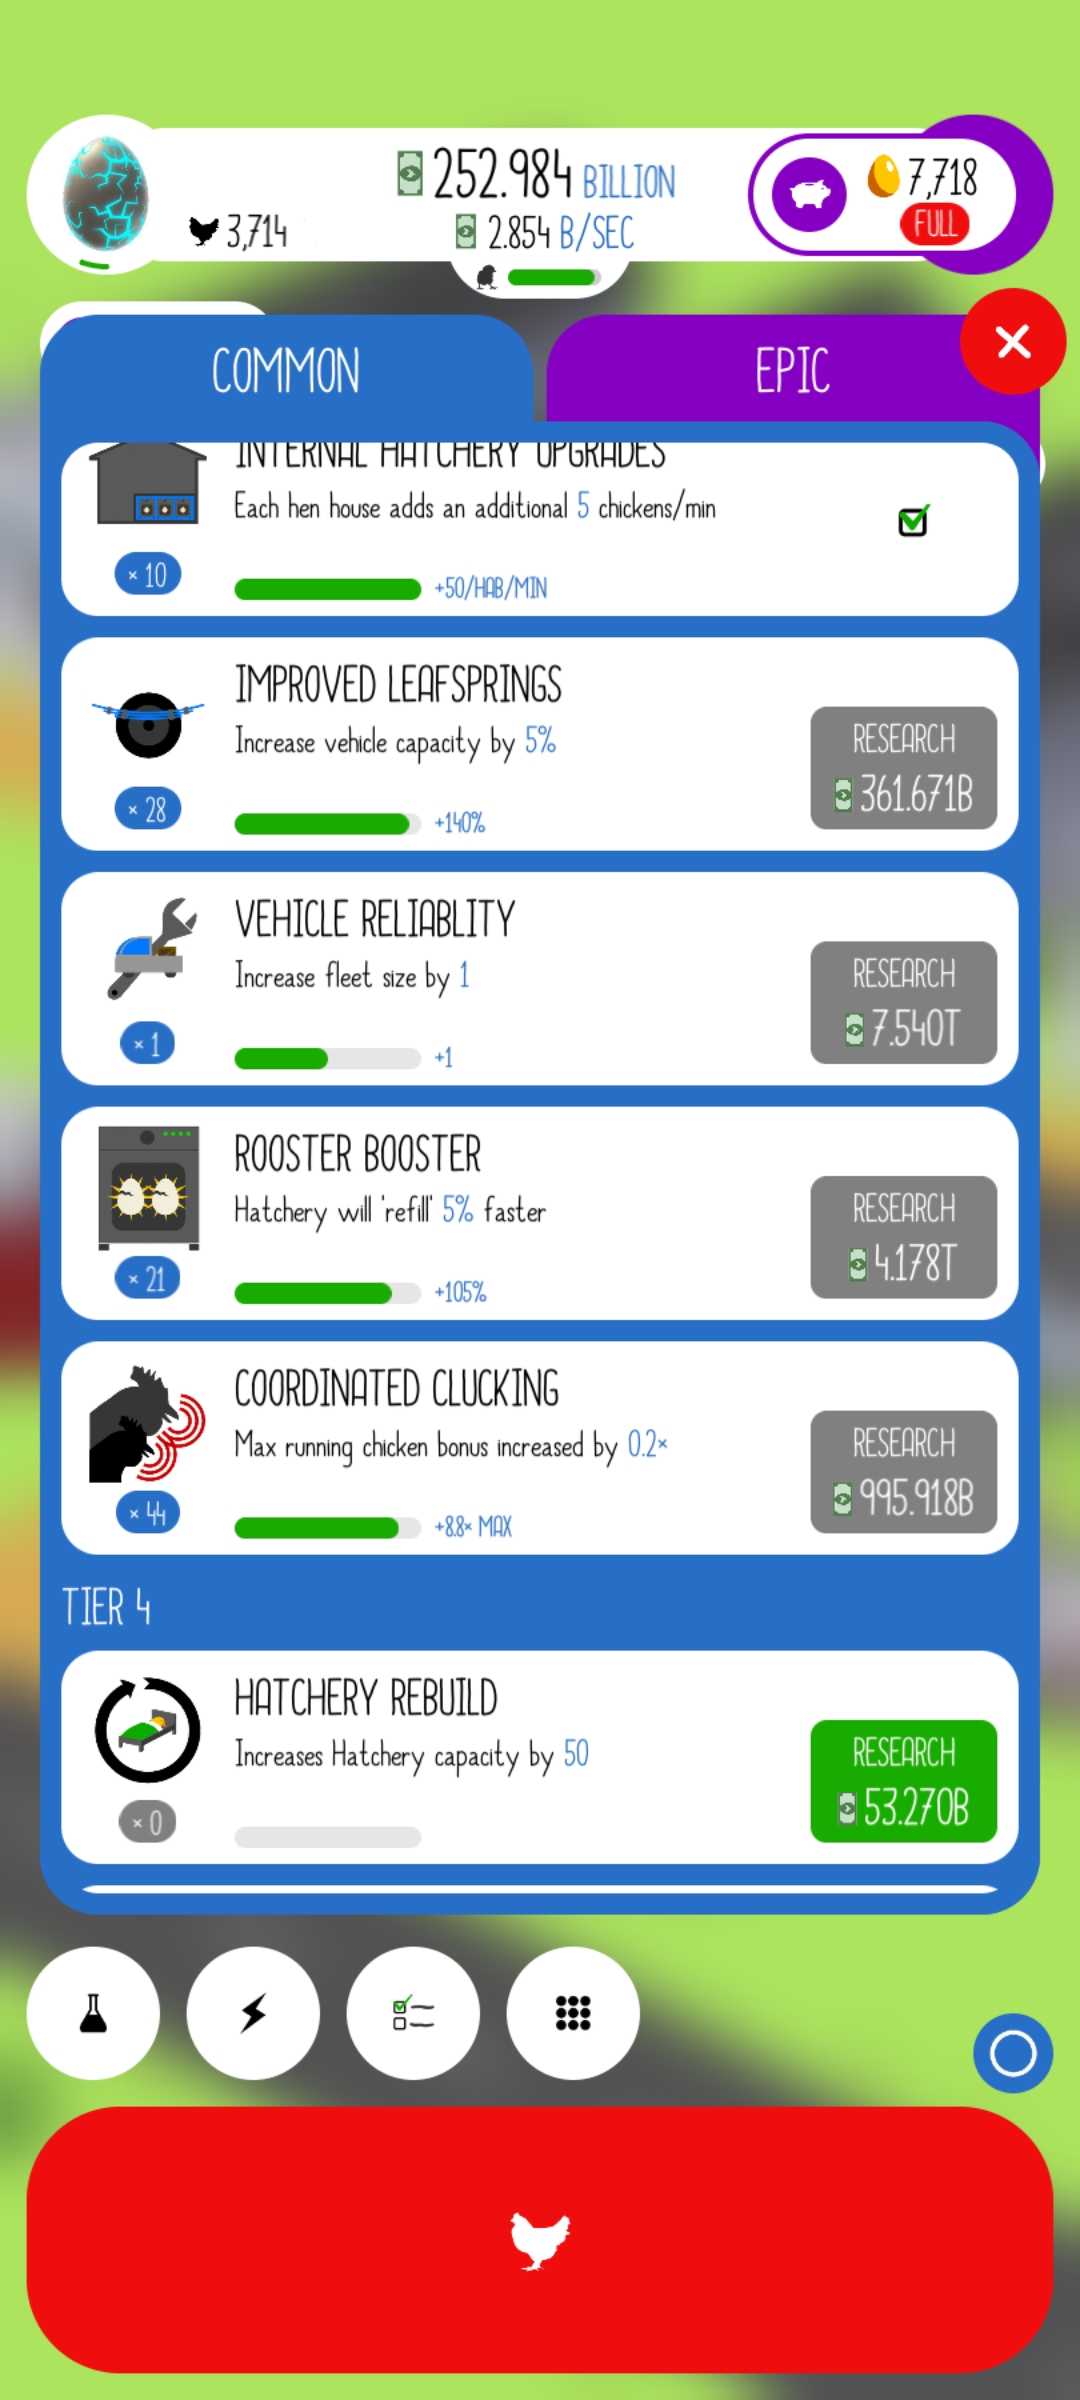 252.984 BILLION
3,714
2.854 B/SEC
7,718
FULL
COMMON
EPIC
INTERNAL HATCHERY UPGRADES
Each hen house adds an additional 5 chickens/min
× 10
+50/HAB/MIN
IMPROVED LEAFSPRINGS
Increase vehicle capacity by 5%
× 28
+140%
RESEARCH
361.671B
VEHICLE RELIABLITY
Increase fleet size by 1
× 1
+1
RESEARCH
7.540T
ROOSTER BOOSTER
Hatchery will 'refill' 5% faster
× 21
+105%
RESEARCH
4.178T
COORDINATED CLUCKING
Max running chicken bonus increased by 0.2×
× 44
+8.8× MAX
RESEARCH
995.918B
TIER 4
HATCHERY REBUILD
Increases Hatchery capacity by 50
× 0
RESEARCH
53.270B